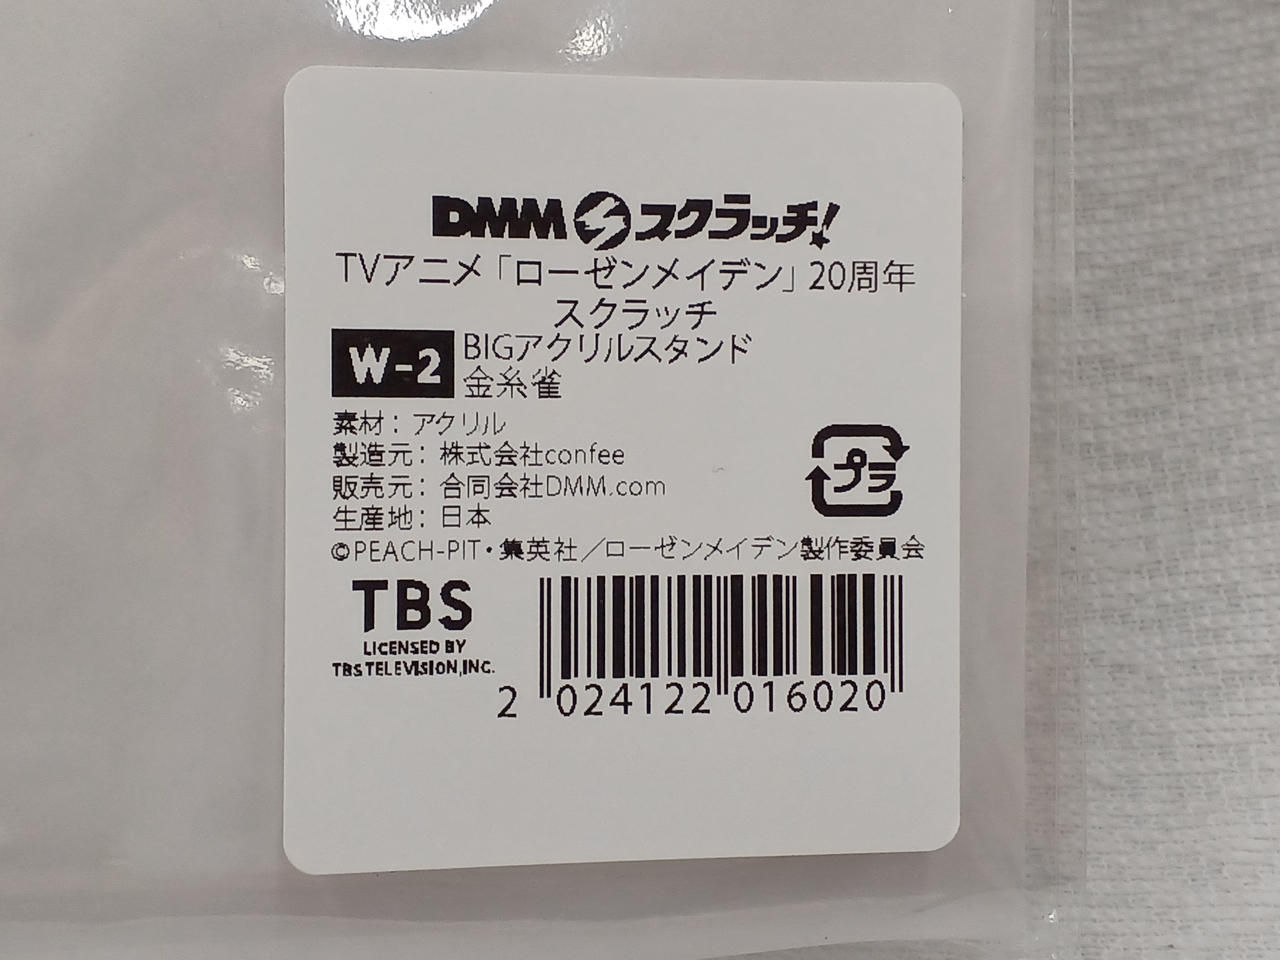 DMMスクラッチ!
TVアニメ「ローゼンメイデン」20周年
スクラッチ
W-2
BIGアクリルスタンド
金糸雀
素材：アクリル
製造元：株式会社confee
販売元：合同会社DMM.com
生産地：日本
プラ
©PEACH-PIT・集英社／ローゼンメイデン製作委員会
TBS
LICENSED BY
TBS TELEVISION,INC.
2 024122 016020